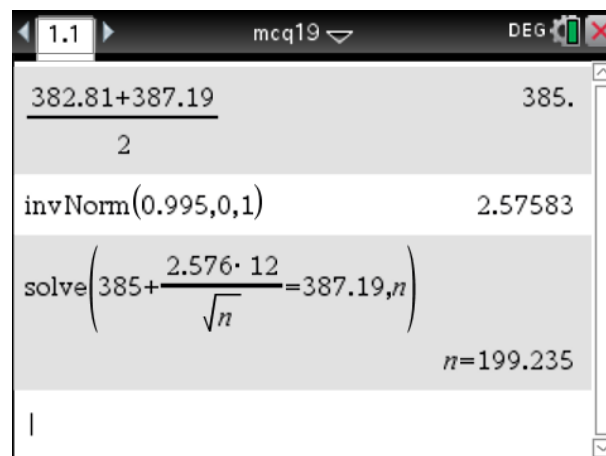 1.1 mcq19 DEG
382.81+387.19
2
385.
invNorm(0.995,0,1) 2.57583
solve(385+2.576·12/√n=387.19,n)
n=199.235